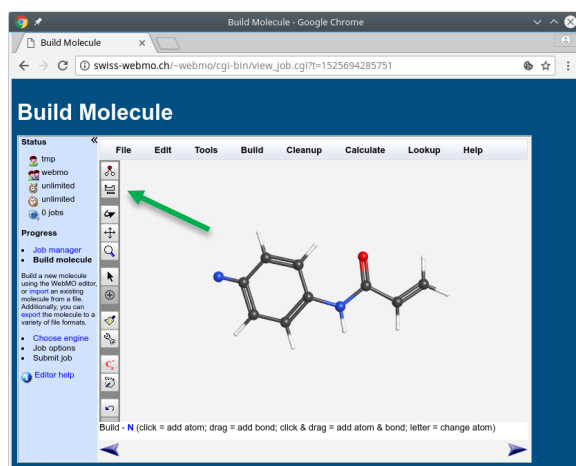 Build Molecule - Google Chrome
Build Molecule
swiss-webmo.ch/~webmo/cgi-bin/view_job.cgi?t=1525694285751
Build Molecule
Status
tmp
webmo
unlimited
unlimited
0 jobs
Progress
Job manager
Build molecule
Build a new molecule
using the WebMO editor,
or import an existing
molecule from a file.
Additionally, you can
export the molecule to a
variety of file formats.
Choose engine
Job options
Submit job
Editor help
File Edit Tools Build Cleanup Calculate Lookup Help
Build - N (click = add atom; drag = add bond; click & drag = add atom & bond; letter = change atom)